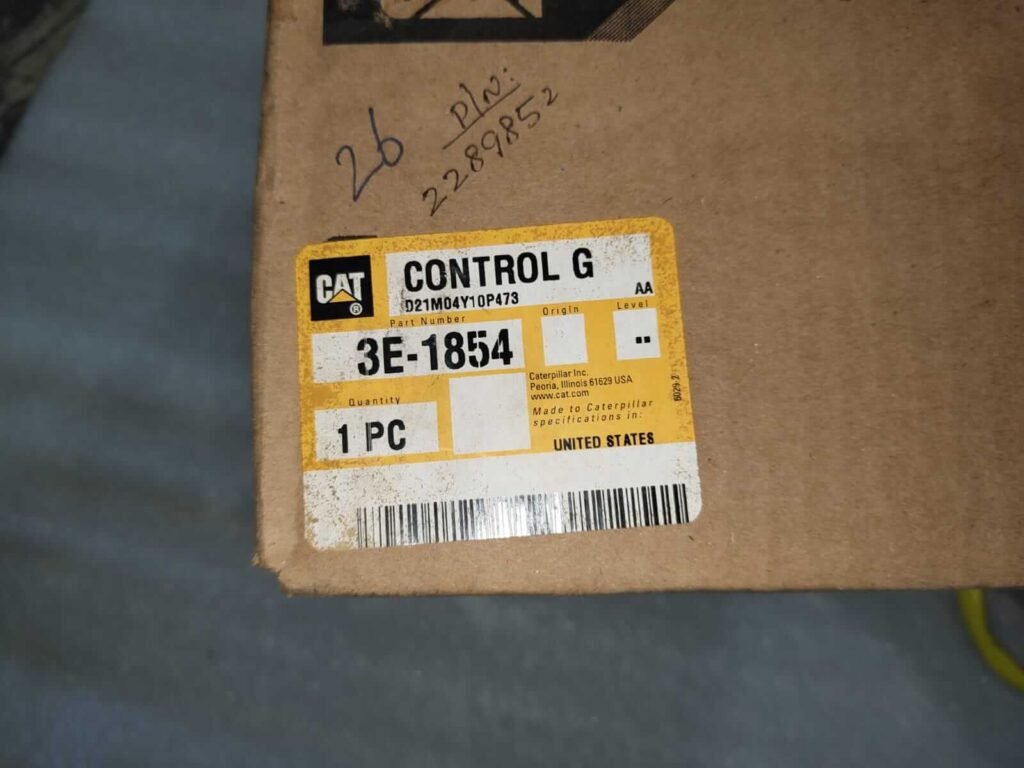 26
P/N:
2289852
CAT
®
CONTROL G
D21M04Y10P473
AA
Part Number
Origin
Level
3E-1854
--
Caterpillar Inc.
Peoria, Illinois 61629 USA
www.cat.com
Quantity
Made to Caterpillar
specifications in:
1 PC
UNITED STATES